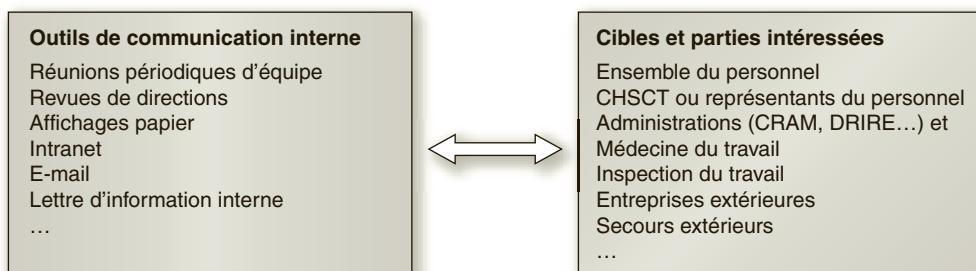 Outils de communication interne
Réunions périodiques d'équipe
Revues de directions
Affichages papier
Intranet
E-mail
Lettre d'information interne
…
Cibles et parties intéressées
Ensemble du personnel
CHSCT ou représentants du personnel
Administrations (CRAM, DRIRE…) et
Médecine du travail
Inspection du travail
Entreprises extérieures
Secours extérieurs
…